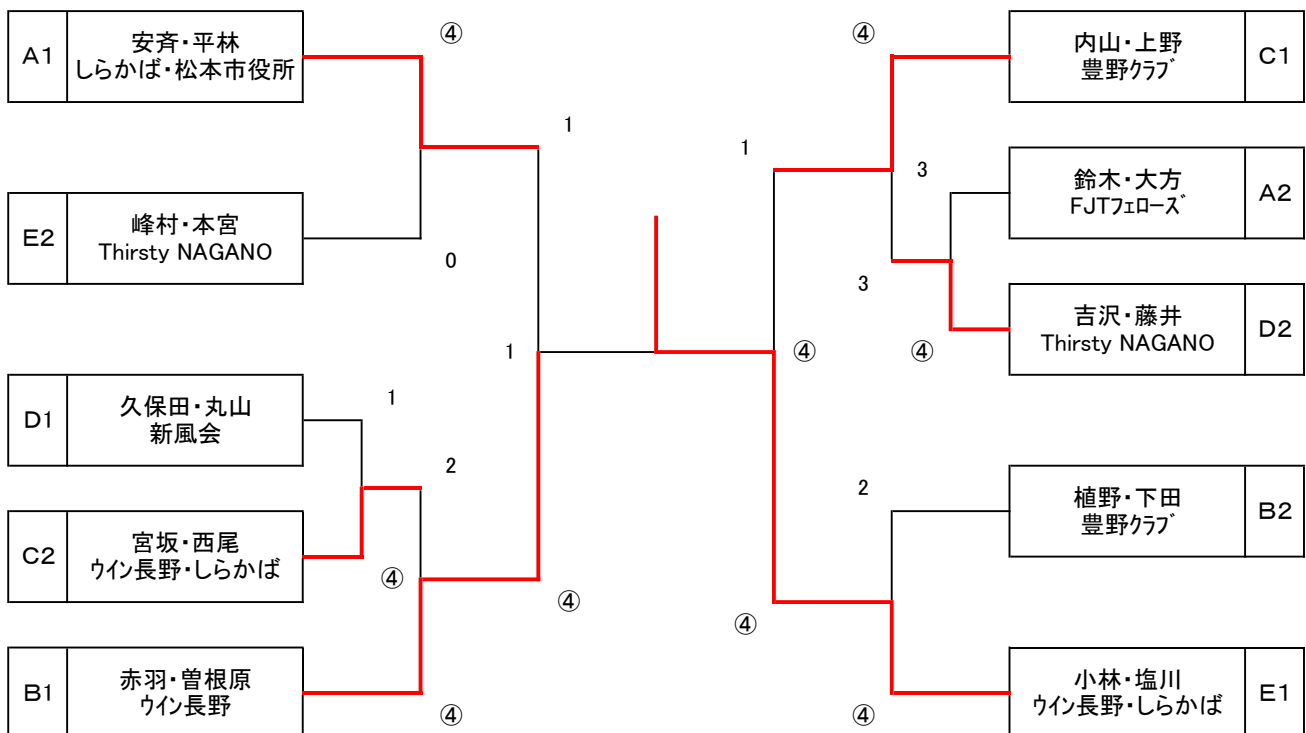 A1
安斉・平林
しらかば・松本市役所
④
1
E2
峰村・本宮
Thirsty NAGANO
0
1
D1
久保田・丸山
新風会
1
2
C2
宮坂・西尾
ウイン長野・しらかば
④
④
B1
赤羽・曽根原
ウイン長野
④
④
内山・上野
豊野クラブ
C1
1
3
鈴木・大方
FJTフェローズ
A2
3
吉沢・藤井
Thirsty NAGANO
D2
④
④
2
植野・下田
豊野クラブ
B2
④
小林・塩川
ウイン長野・しらかば
E1
④